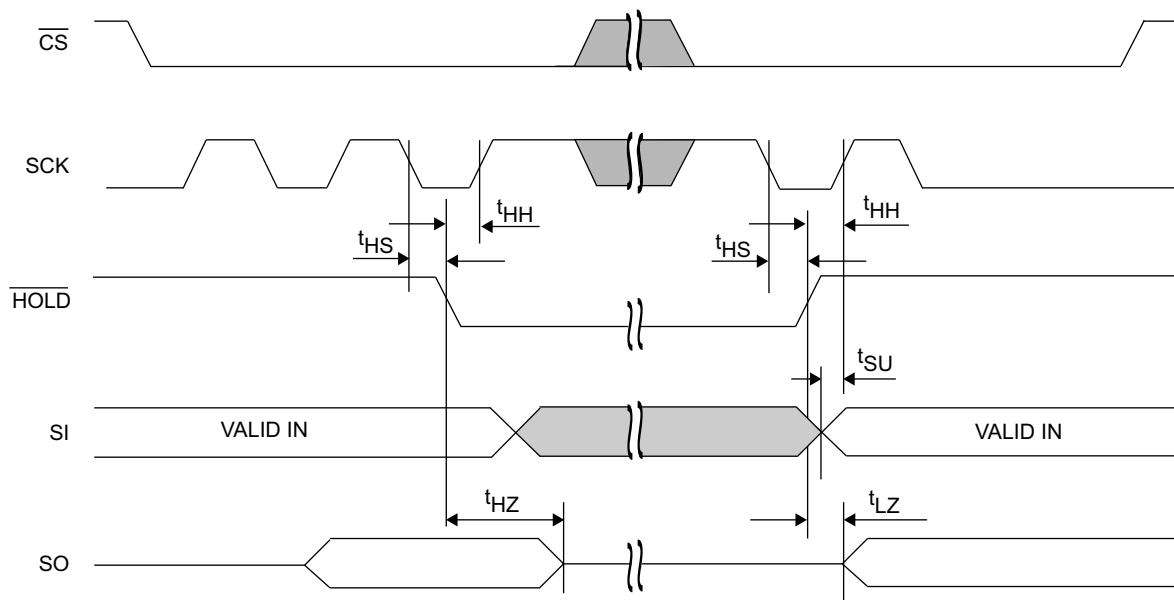 CS
SCK
tHH
tHH
tHS
tHS
HOLD
tSU
SI
VALID IN
VALID IN
tHZ
tLZ
SO